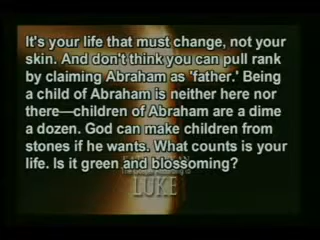 It's your life that must change, not your
skin. And don't think you can pull rank
by claiming Abraham as 'father.' Being
a child of Abraham is neither here nor
there—children of Abraham are a dime
a dozen. God can make children from
stones if he wants. What counts is your
life. Is it green and blossoming?
LUKE